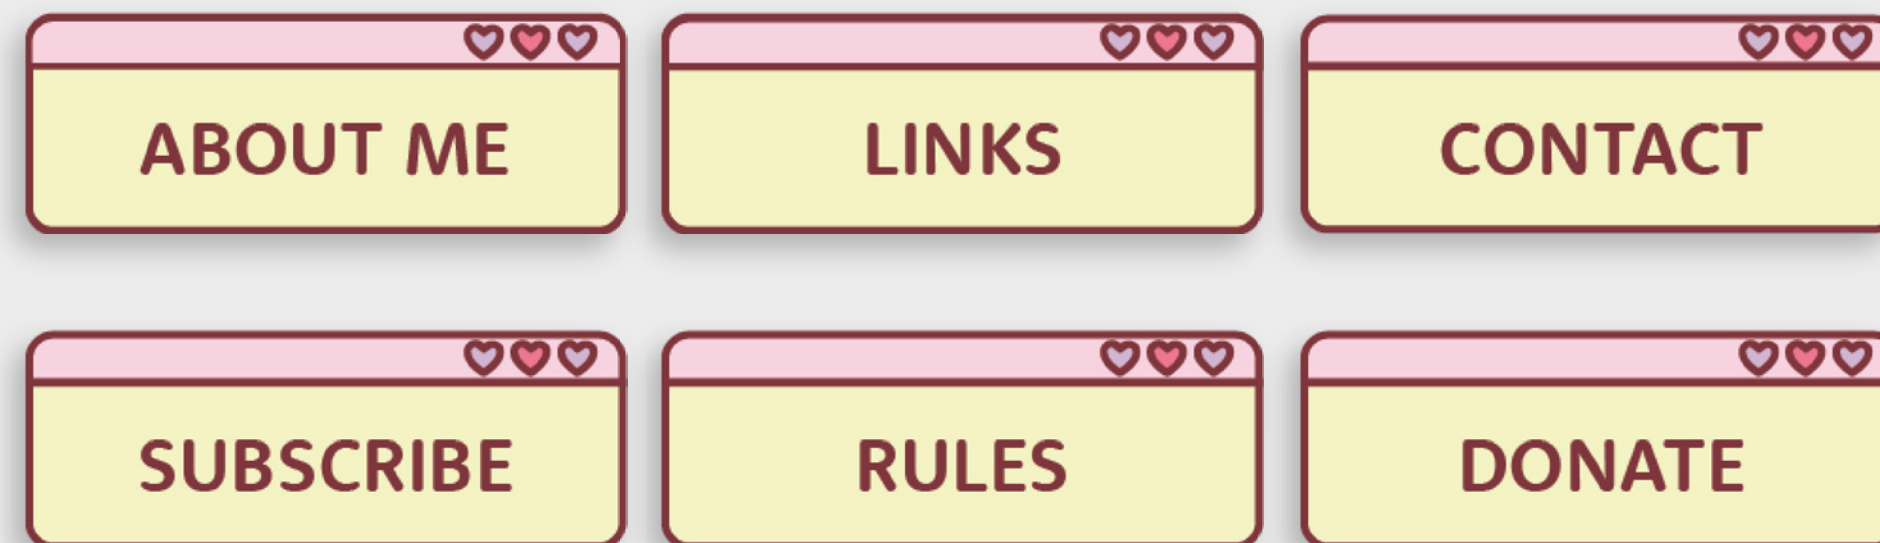 ABOUT ME
LINKS
CONTACT
SUBSCRIBE
RULES
DONATE